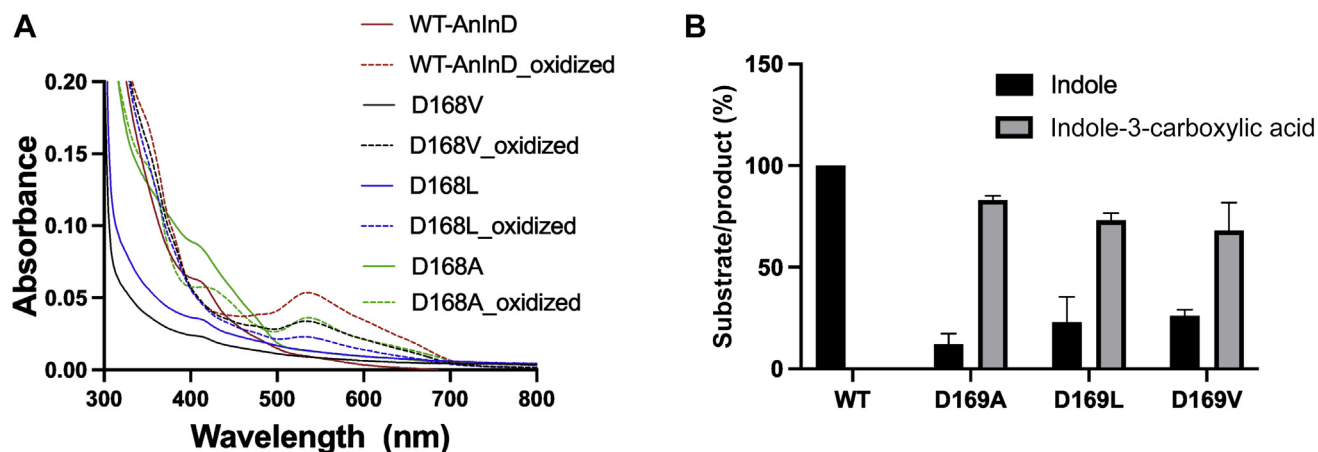 A
WT-AnInD
WT-AnInD_oxidized
D168V
D168V_oxidized
D168L
D168L_oxidized
D168A
D168A_oxidized
Absorbance
0.20
0.15
0.10
0.05
0.00
300 400 500 600 700 800
Wavelength (nm)
B
Indole
Indole-3-carboxylic acid
Substrate/product (%)
150
100
50
0
WT D169A D169L D169V